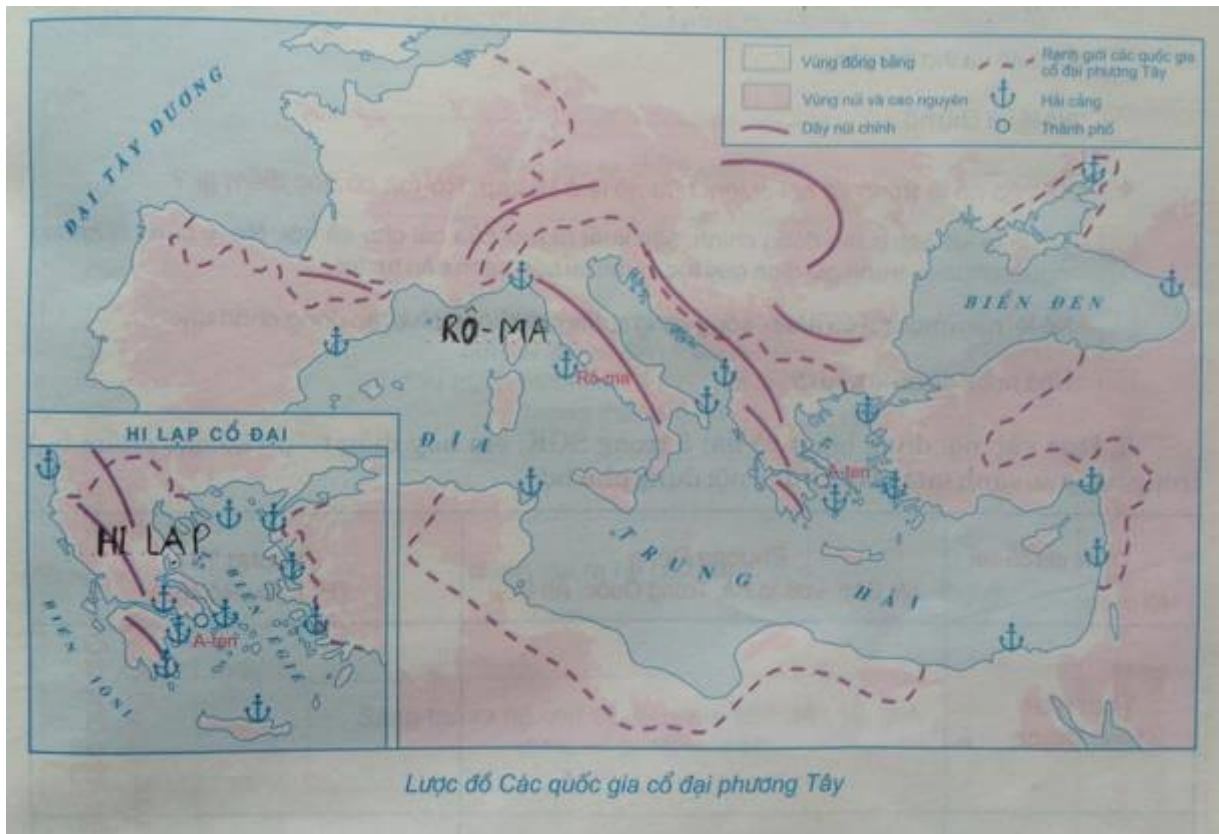 Vùng đồng bằng
Ranh giới các quốc gia
cổ đại phương Tây
Vùng núi và cao nguyên
Hải cảng
Dãy núi chính
Thành phố
ĐẠI TÂY DƯƠNG
BIỂN ĐEN
RÔ-MA
Rô-ma
ĐỊA
TRUNG
HẢI
A-ten
HI LẠP CỔ ĐẠI
HI LAP
BIỂN
ÊGIÊ
A-ten
BIỂN
IÔNI
Lược đồ Các quốc gia cổ đại phương Tây